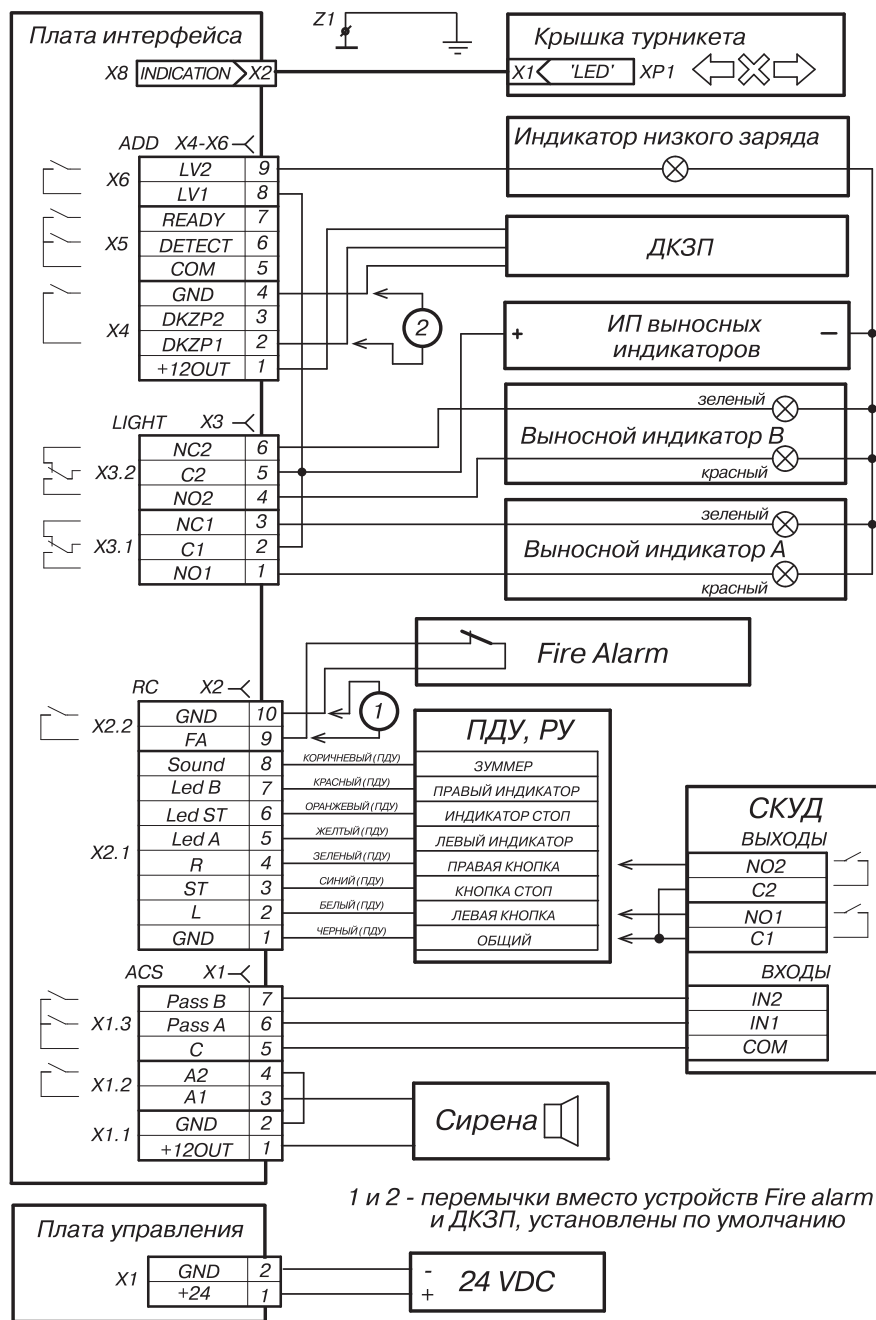 Плата интерфейса
Z1
Крышка турникета
X8 INDICATION X2
X1 'LED' XP1
ADD X4-X6
Индикатор низкого заряда
X6
LV2 9
LV1 8
X5
READY 7
DETECT 6
COM 5
ДКЗП
X4
GND 4
DKZP2 3
DKZP1 2
+12OUT 1
2
+ ИП выносных индикаторов –
LIGHT X3
X3.2
NC2 6
C2 5
NO2 4
зеленый
Выносной индикатор В
красный
X3.1
NC1 3
C1 2
NO1 1
зеленый
Выносной индикатор А
красный
Fire Alarm
RC X2
X2.2
GND 10
FA 9
1
ПДУ, РУ
X2.1
Sound 8 КОРИЧНЕВЫЙ (ПДУ) ЗУММЕР
Led B 7 КРАСНЫЙ (ПДУ) ПРАВЫЙ ИНДИКАТОР
Led ST 6 ОРАНЖЕВЫЙ (ПДУ) ИНДИКАТОР СТОП
Led A 5 ЖЕЛТЫЙ (ПДУ) ЛЕВЫЙ ИНДИКАТОР
R 4 ЗЕЛЕНЫЙ (ПДУ) ПРАВАЯ КНОПКА
ST 3 СИНИЙ (ПДУ) КНОПКА СТОП
L 2 БЕЛЫЙ (ПДУ) ЛЕВАЯ КНОПКА
GND 1 ЧЕРНЫЙ (ПДУ) ОБЩИЙ
СКУД
ВЫХОДЫ
NO2
C2
NO1
C1
ВХОДЫ
IN2
IN1
COM
ACS X1
X1.3
Pass B 7
Pass A 6
C 5
X1.2
A2 4
A1 3
X1.1
GND 2
+12OUT 1
Сирена
1 и 2 - перемычки вместо устройств Fire alarm
и ДКЗП, установлены по умолчанию
Плата управления
X1
GND 2
+24 1
-
+
24 VDC